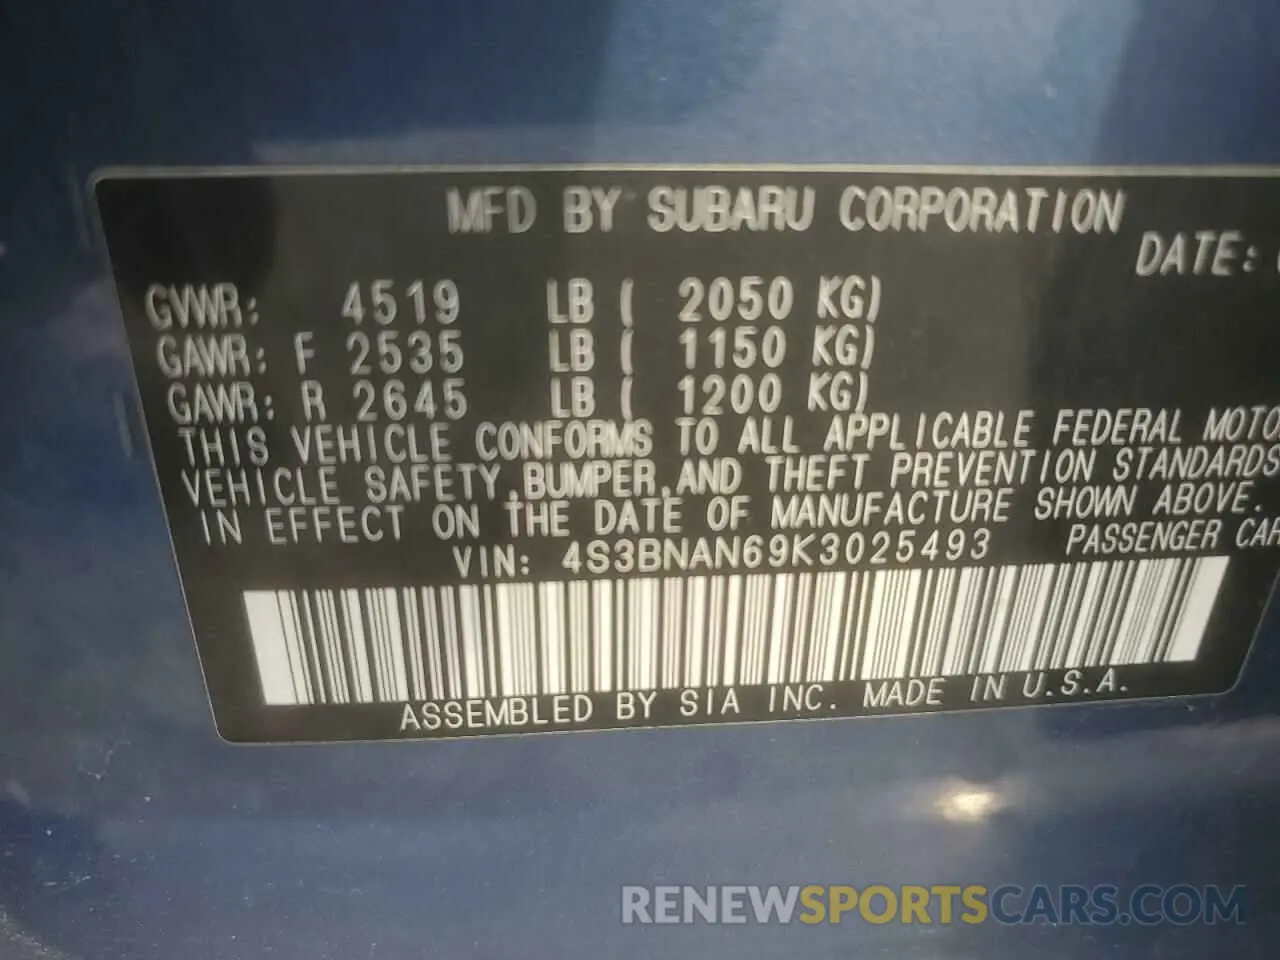 MFD BY SUBARU CORPORATION
DATE:
GVWR: 4519 LB ( 2050 KG)
GAWR: F 2535 LB ( 1150 KG)
GAWR: R 2645 LB ( 1200 KG)
THIS VEHICLE CONFORMS TO ALL APPLICABLE FEDERAL MOTO
VEHICLE SAFETY,BUMPER,AND THEFT PREVENTION STANDARDS
IN EFFECT ON THE DATE OF MANUFACTURE SHOWN ABOVE.
VIN: 4S3BNAN69K3025493 PASSENGER CAR
ASSEMBLED BY SIA INC. MADE IN U.S.A.
RENEWSPORTSCARS.COM